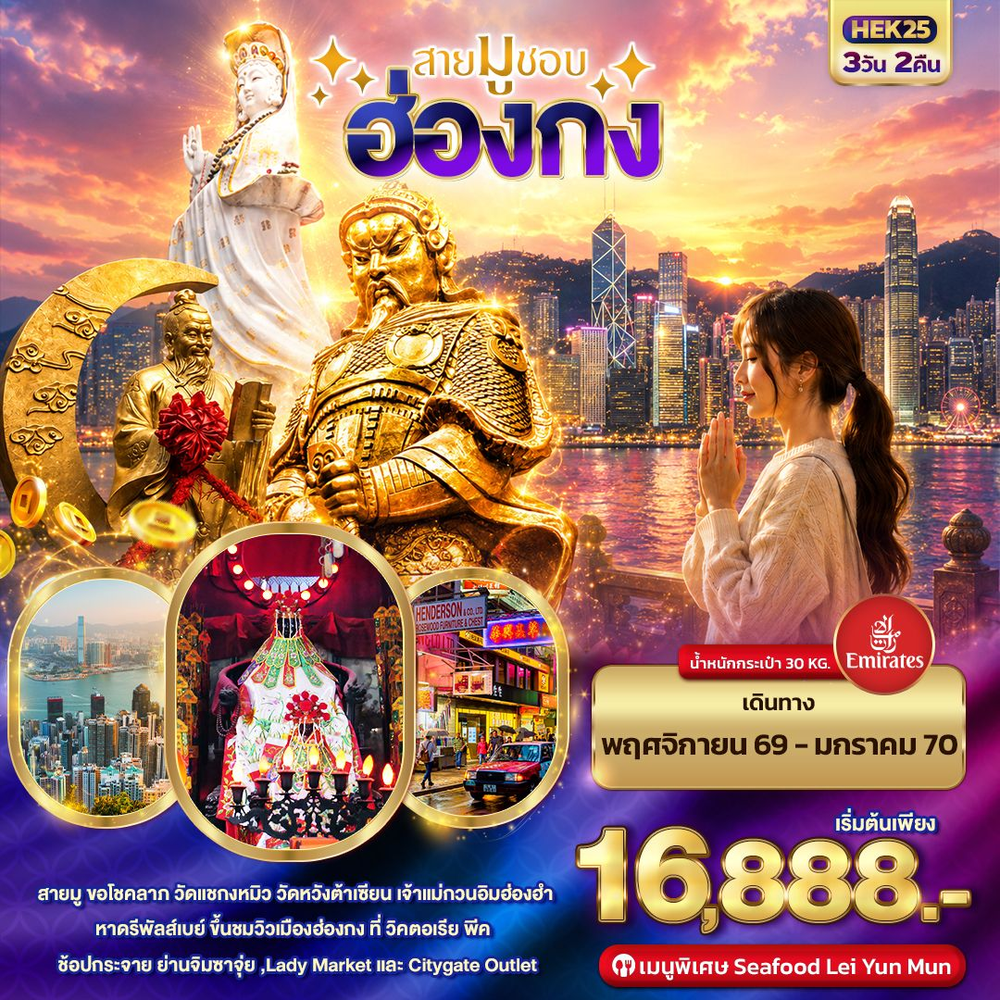 HEK25
3วัน 2คืน
สายมูชอบ
ฮ่องกง
HENDERSON & CO. LTD.
ROSEWOOD FURNITURE & CHEST
น้ำหนักกระเป๋า 30 KG.
Emirates
เดินทาง
พฤศจิกายน 69 - มกราคม 70
เริ่มต้นเพียง
16,888.-
สายมู ขอโชคลาภ วัดแชกงหมิว วัดหวังต้าเซียน เจ้าแม่กวนอิมฮ่องฮำ
หาดรีพัลส์เบย์ ขึ้นชมวิวเมืองฮ่องกง ที่ วิคตอเรีย พีค
ช้อปกระจาย ย่านจิมซาจุ่ย ,Lady Market และ Citygate Outlet
เมนูพิเศษ Seafood Lei Yun Mun